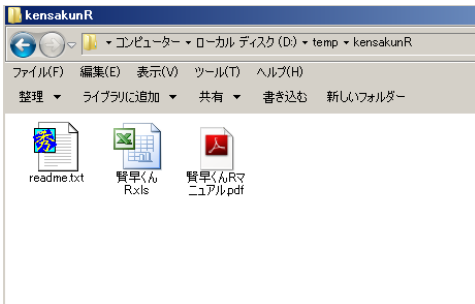 kensakunR
コンピューター ローカル ディスク (D:) temp kensakunR
ファイル(F) 編集(E) 表示(V) ツール(T) ヘルプ(H)
整理 ライブラリに追加 共有 書き込む 新しいフォルダー
秀
readme.txt
賢早くん
R.xls
賢早くんRマ
ニュアル.pdf